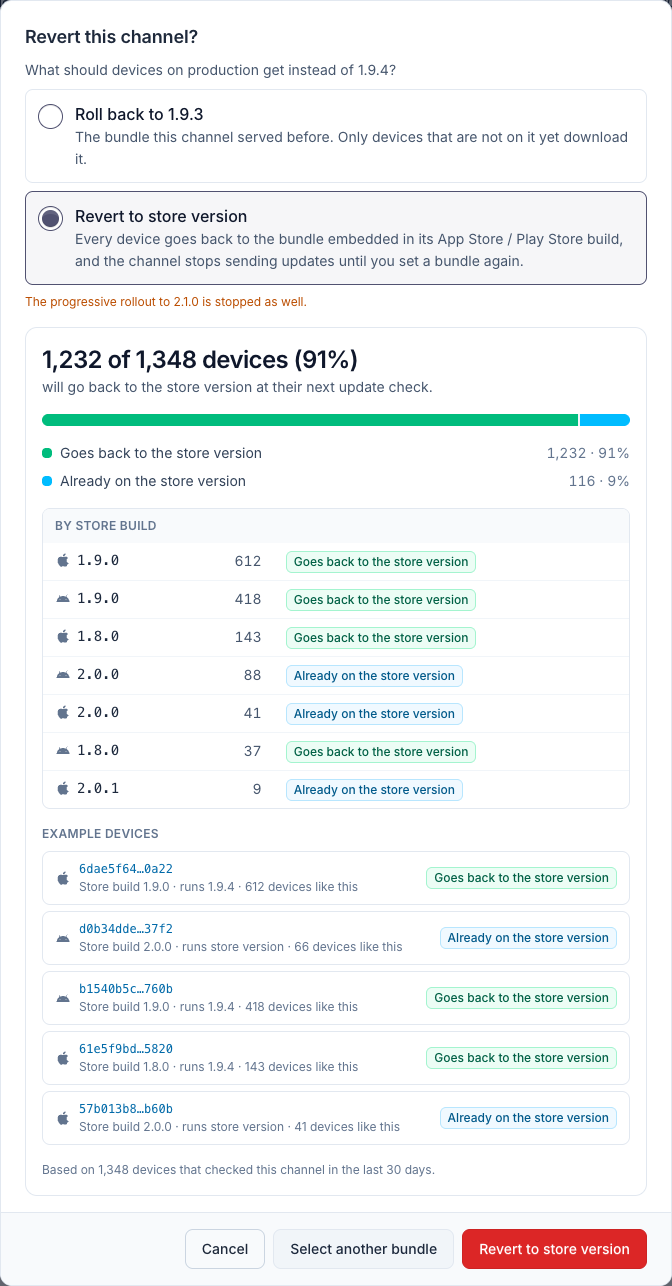 Revert this channel?
What should devices on production get instead of 1.9.4?
Roll back to 1.9.3
The bundle this channel served before. Only devices that are not on it yet download
it.
Revert to store version
Every device goes back to the bundle embedded in its App Store / Play Store build,
and the channel stops sending updates until you set a bundle again.
The progressive rollout to 2.1.0 is stopped as well.
1,232 of 1,348 devices (91%)
will go back to the store version at their next update check.
Goes back to the store version 1,232 · 91%
Already on the store version 116 · 9%
BY STORE BUILD
1.9.0 612 Goes back to the store version
1.9.0 418 Goes back to the store version
1.8.0 143 Goes back to the store version
2.0.0 88 Already on the store version
2.0.0 41 Already on the store version
1.8.0 37 Goes back to the store version
2.0.1 9 Already on the store version
EXAMPLE DEVICES
6dae5f64…0a22
Store build 1.9.0 · runs 1.9.4 · 612 devices like this
Goes back to the store version
d0b34dde…37f2
Store build 2.0.0 · runs store version · 66 devices like this
Already on the store version
b1540b5c…760b
Store build 1.9.0 · runs 1.9.4 · 418 devices like this
Goes back to the store version
61e5f9bd…5820
Store build 1.8.0 · runs 1.9.4 · 143 devices like this
Goes back to the store version
57b013b8…b60b
Store build 2.0.0 · runs store version · 41 devices like this
Already on the store version
Based on 1,348 devices that checked this channel in the last 30 days.
Cancel
Select another bundle
Revert to store version